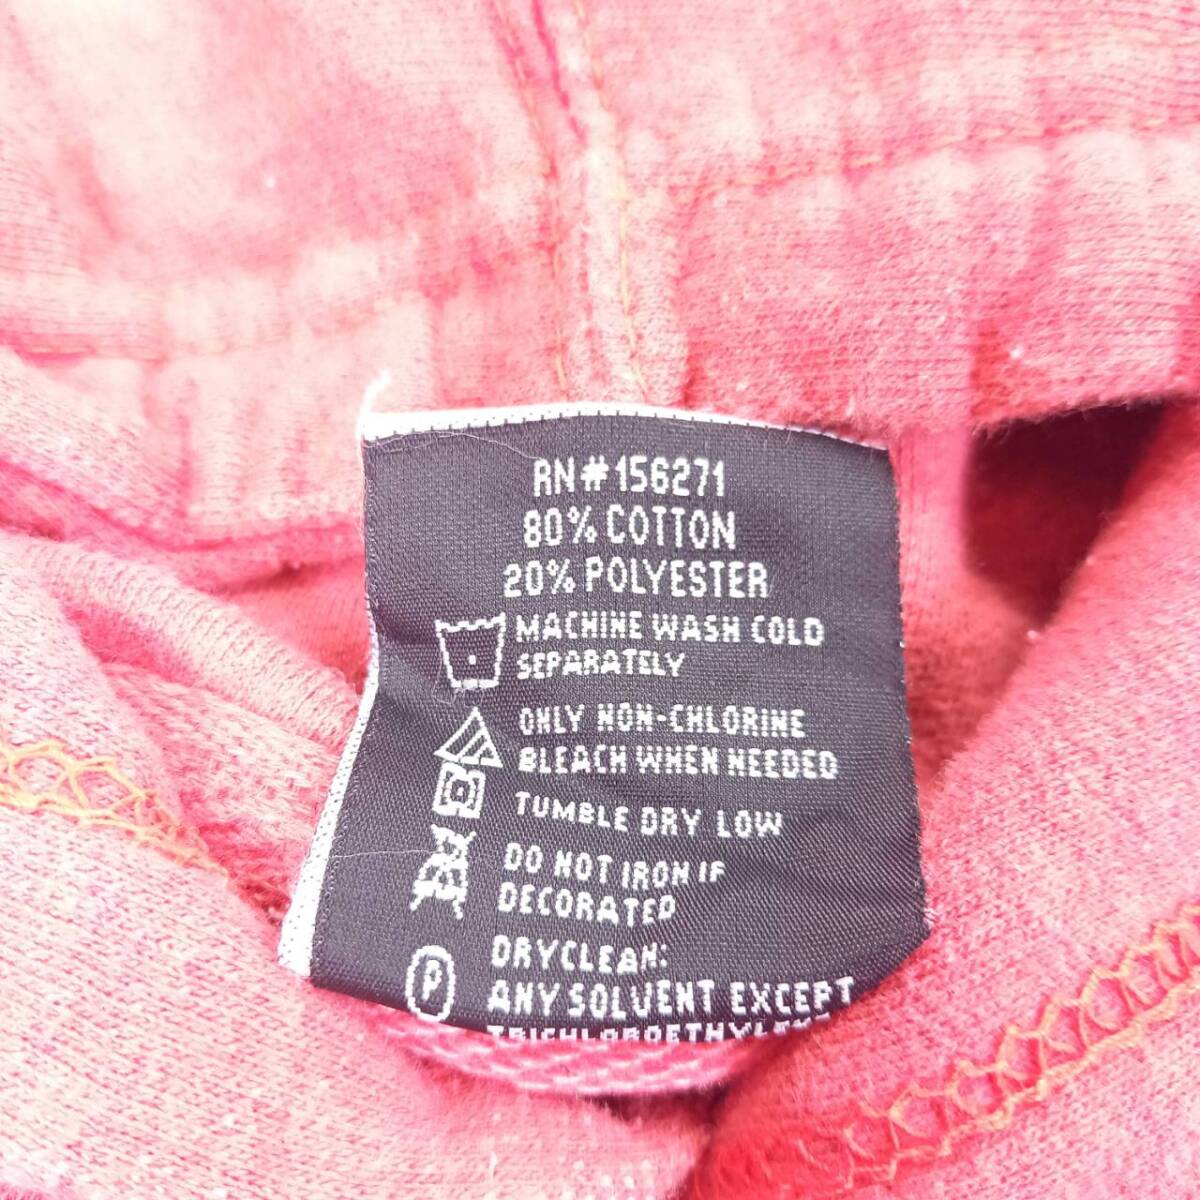 RN#156271
80% COTTON
20% POLYESTER
MACHINE WASH COLD
SEPARATELY
ONLY NON-CHLORINE
BLEACH WHEN NEEDED
TUMBLE DRY LOW
DO NOT IRON IF
DECORATED
DRYCLEAN:
P
ANY SOLVENT EXCEPT